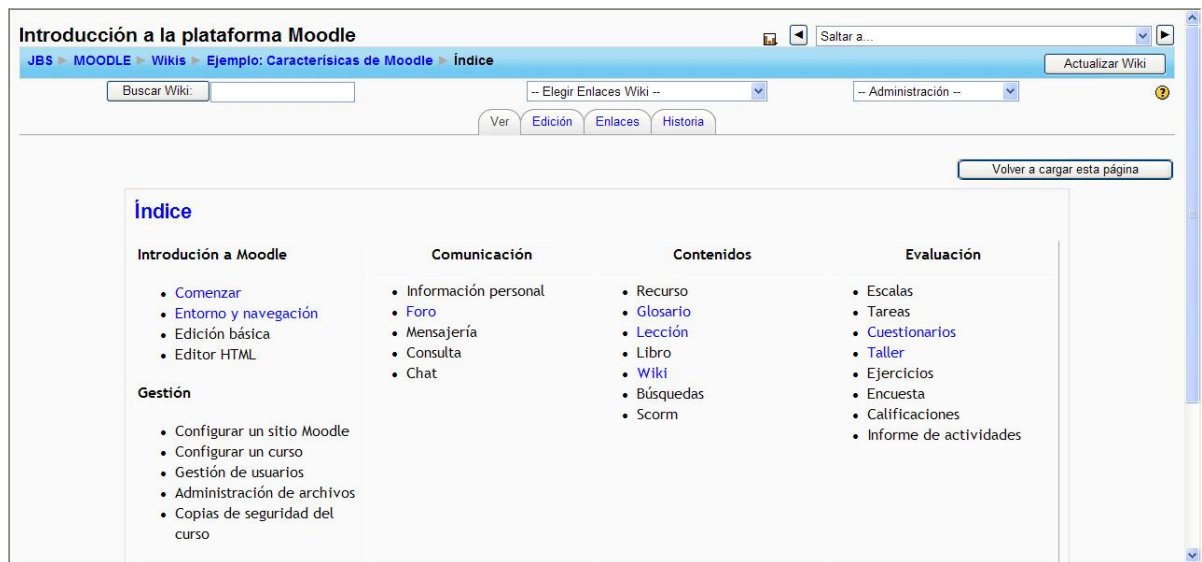 Introducción a la plataforma Moodle
Saltar a...
JBS ► MOODLE ► Wikis ► Ejemplo: Caracterísicas de Moodle ► Índice
Actualizar Wiki
Buscar Wiki:
-- Elegir Enlaces Wiki --
-- Administración --
?
Ver
Edición
Enlaces
Historia
Volver a cargar esta página
Índice
Introdución a Moodle
Comenzar
Entorno y navegación
Edición básica
Editor HTML
Gestión
Configurar un sitio Moodle
Configurar un curso
Gestión de usuarios
Administración de archivos
Copias de seguridad del
curso
Comunicación
Información personal
Foro
Mensajería
Consulta
Chat
Contenidos
Recurso
Glosario
Lección
Libro
Wiki
Búsquedas
Scorm
Evaluación
Escalas
Tareas
Cuestionarios
Taller
Ejercicios
Encuesta
Calificaciones
Informe de actividades